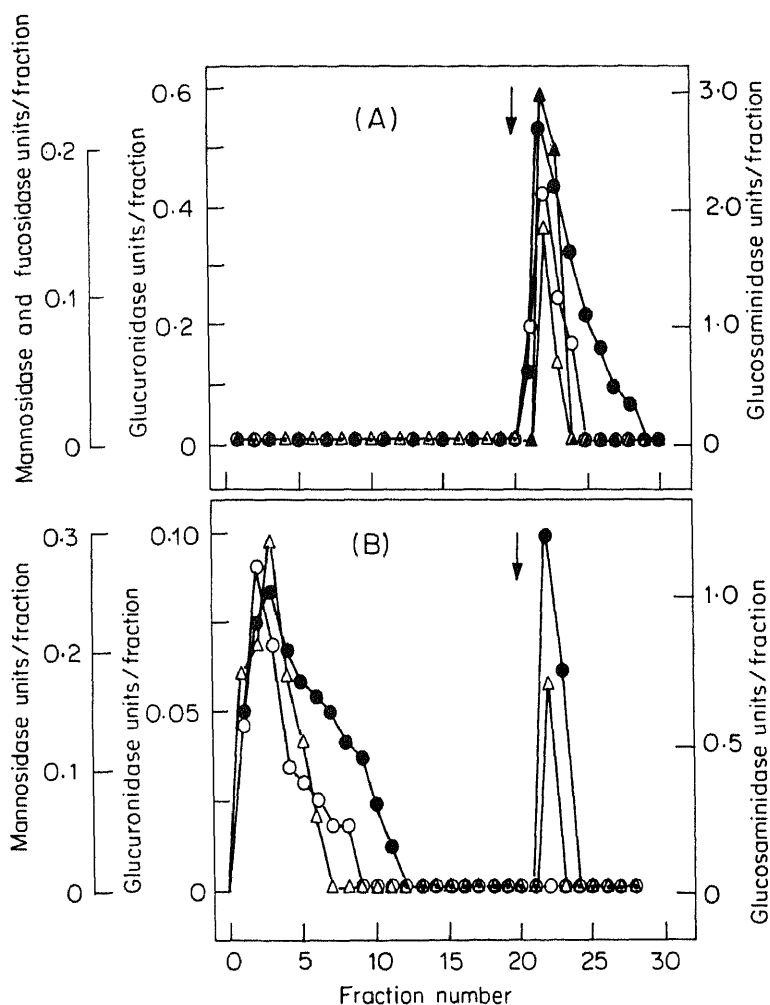 (A)
Mannosidase and fucosidase units/fraction
0·2
0·1
0
Glucuronidase units/fraction
0·6
0·4
0·2
0
3·0
2·0
1·0
0
Glucosaminidase units/fraction
(B)
Mannosidase units/fraction
0·3
0·2
0·1
0
Glucuronidase units/fraction
0·10
0·05
0
1·0
0·5
0
Glucosaminidase units/fraction
0 5 10 15 20 25 30
Fraction number